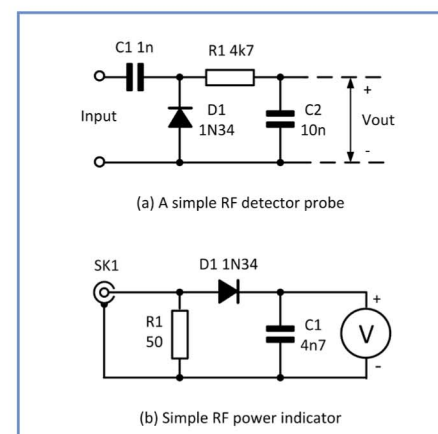 C1 1n
R1 4k7
Input
D1
1N34
C2
10n
+
Vout
-
(a) A simple RF detector probe
SK1
D1 1N34
R1
50
C1
4n7
+
V
-
(b) Simple RF power indicator